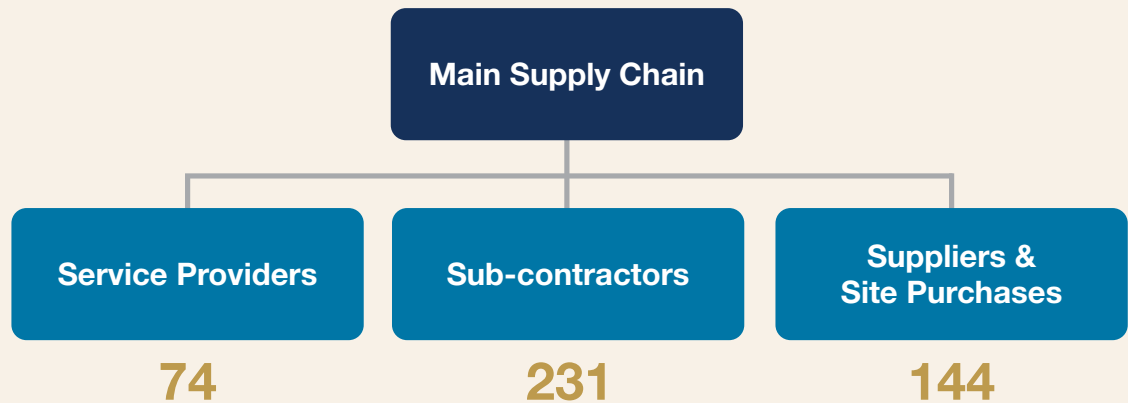 Main Supply Chain
Service Providers
Sub-contractors
Suppliers &
Site Purchases
74
231
144